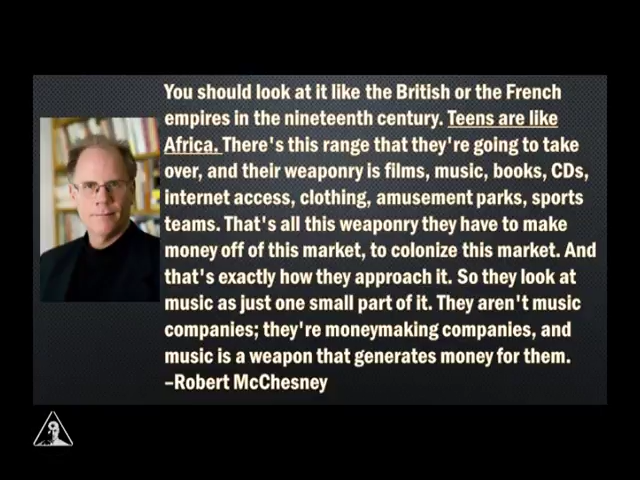 You should look at it like the British or the French
empires in the nineteenth century. Teens are like
Africa. There's this range that they're going to take
over, and their weaponry is films, music, books, CDs,
internet access, clothing, amusement parks, sports
teams. That's all this weaponry they have to make
money off of this market, to colonize this market. And
that's exactly how they approach it. So they look at
music as just one small part of it. They aren't music
companies; they're moneymaking companies, and
music is a weapon that generates money for them.
–Robert McChesney